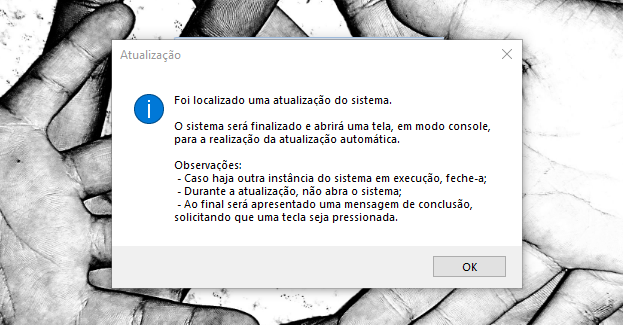 Atualização
Foi localizado uma atualização do sistema.
O sistema será finalizado e abrirá uma tela, em modo console,
para a realização da atualização automática.
Observações:
- Caso haja outra instância do sistema em execução, feche-a;
- Durante a atualização, não abra o sistema;
- Ao final será apresentado uma mensagem de conclusão,
solicitando que uma tecla seja pressionada.
OK